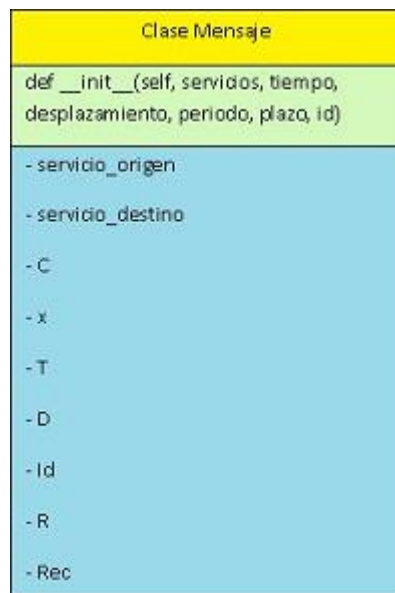 Clase Mensaje
def __init__(self, servicios, tiempo,
desplazamiento, periodo, plazo, id)
- servicio_origen
- servicio_destino
- C
- x
- T
- D
- Id
- R
- Rec